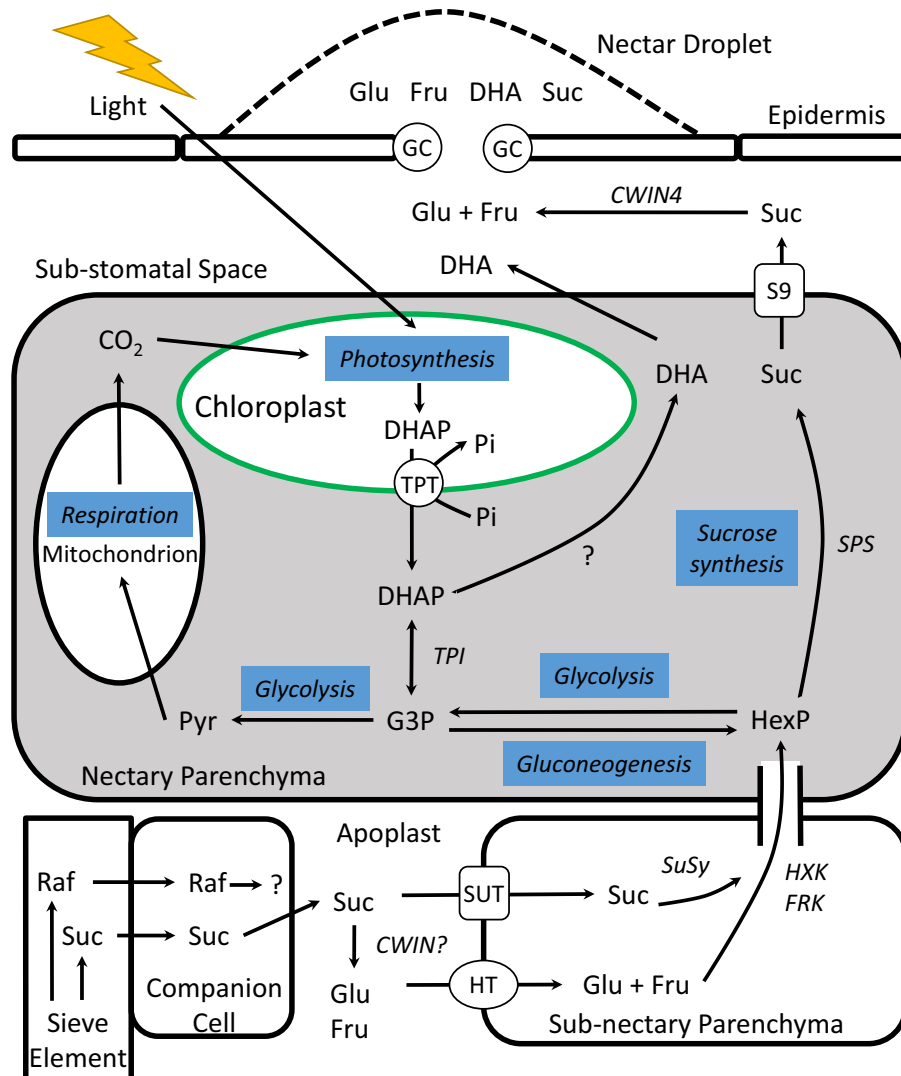 Nectar Droplet
Light
Glu Fru DHA Suc
Epidermis
GC
GC
CWIN4
Glu + Fru
Suc
DHA
Sub-stomatal Space
S9
CO₂
Photosynthesis
DHA
Suc
Chloroplast
DHAP
Pi
TPT
Pi
Respiration
Mitochondrion
Sucrose
synthesis
SPS
?
DHAP
TPI
Glycolysis
Glycolysis
Pyr
G3P
HexP
Gluconeogenesis
Nectary Parenchyma
Apoplast
Raf
Raf
?
SuSy
HXK
FRK
Suc
SUT
Suc
Suc
Suc
CWIN?
Companion
Cell
Glu
Fru
HT
Glu + Fru
Sieve
Element
Sub-nectary Parenchyma